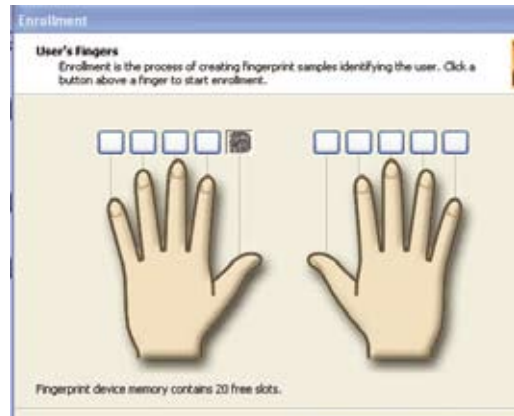 Enrollment
User's Fingers
Enrollment is the process of creating fingerprint samples identifying the user. Click a
button above a finger to start enrollment.
Fingerprint device memory contains 20 free slots.